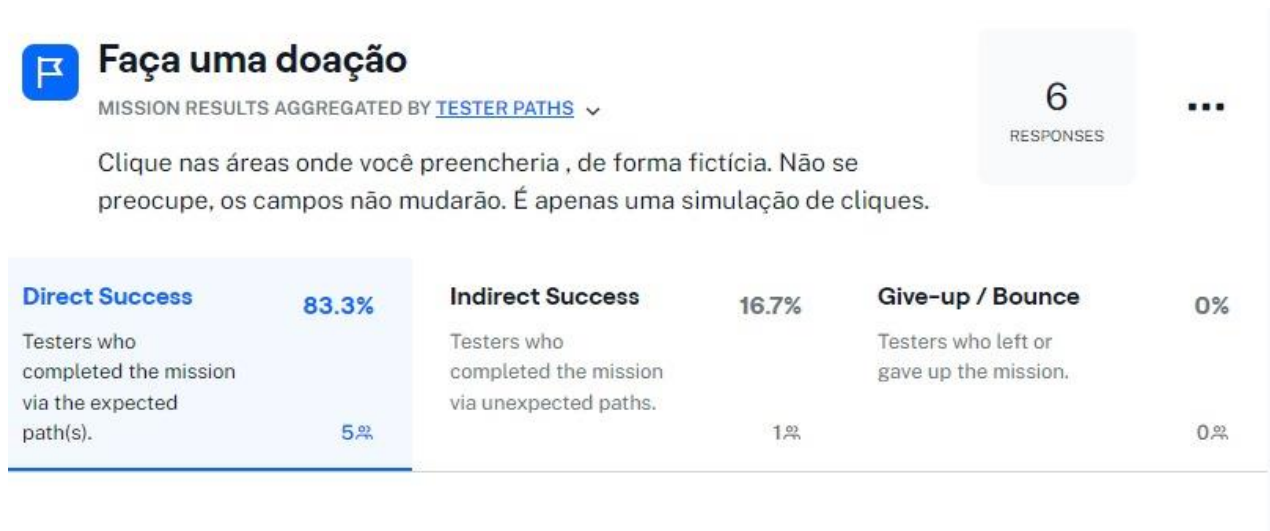 Faça uma doação
MISSION RESULTS AGGREGATED BY TESTER PATHS
Clique nas áreas onde você preencheria , de forma fictícia. Não se
preocupe, os campos não mudarão. É apenas uma simulação de cliques.
6
RESPONSES
Direct Success
83.3%
Testers who
completed the mission
via the expected
path(s).
5
Indirect Success
16.7%
Testers who
completed the mission
via unexpected paths.
1
Give-up / Bounce
0%
Testers who left or
gave up the mission.
0